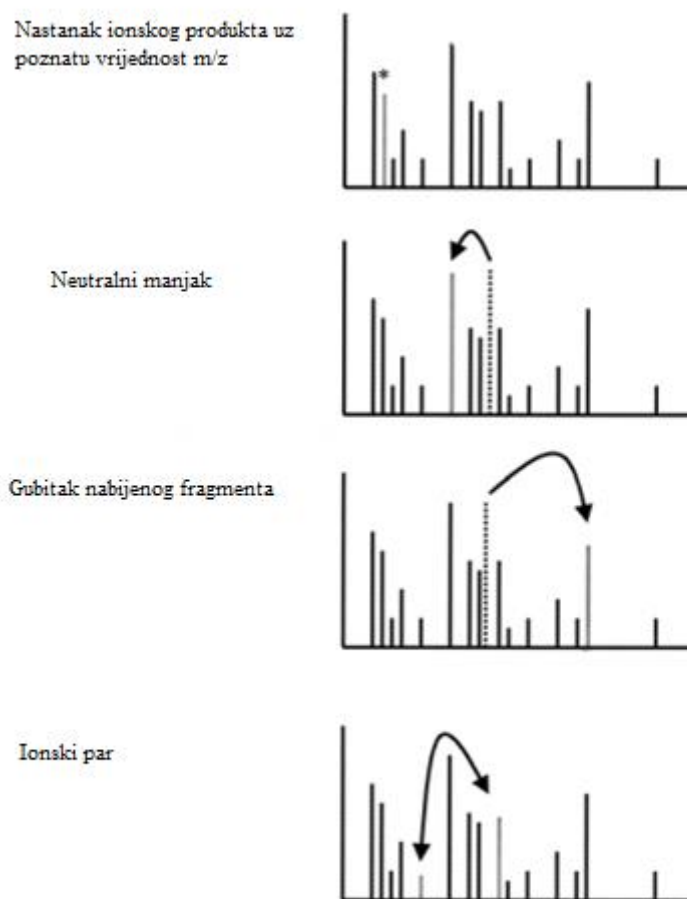 Nastanak ionskog produkta uz
poznatu vrijednost m/z
*
Neutralni manjak
Gubitak nabijenog fragmenta
Ionski par